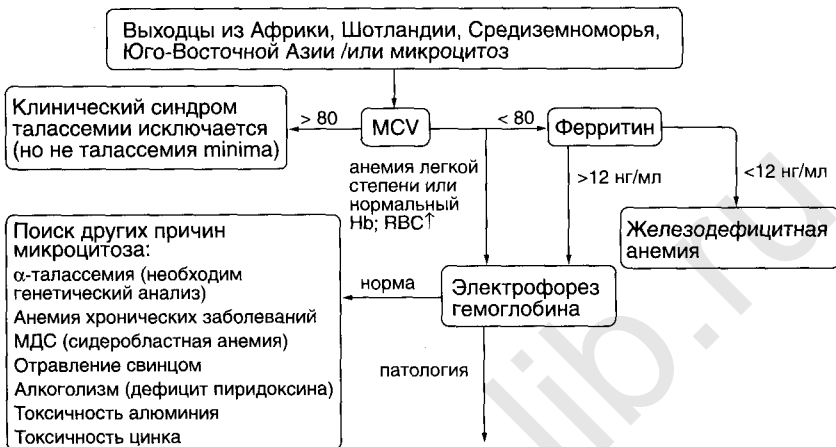 Выходцы из Африки, Шотландии, Средиземноморья,
Юго-Восточной Азии /или микроцитоз
Клинический синдром
талассемии исключается
(но не талассемия minima)
> 80
MCV
< 80
Ферритин
анемия легкой
степени или
нормальный
Hb; RBC↑
>12 нг/мл
<12 нг/мл
Железодефицитная
анемия
Поиск других причин
микроцитоза:
α-талассемия (необходим
генетический анализ)
Анемия хронических заболеваний
МДС (сидеробластная анемия)
Отравление свинцом
Алкоголизм (дефицит пиридоксина)
Токсичность алюминия
Токсичность цинка
норма
Электрофорез
гемоглобина
патология
lib.ru